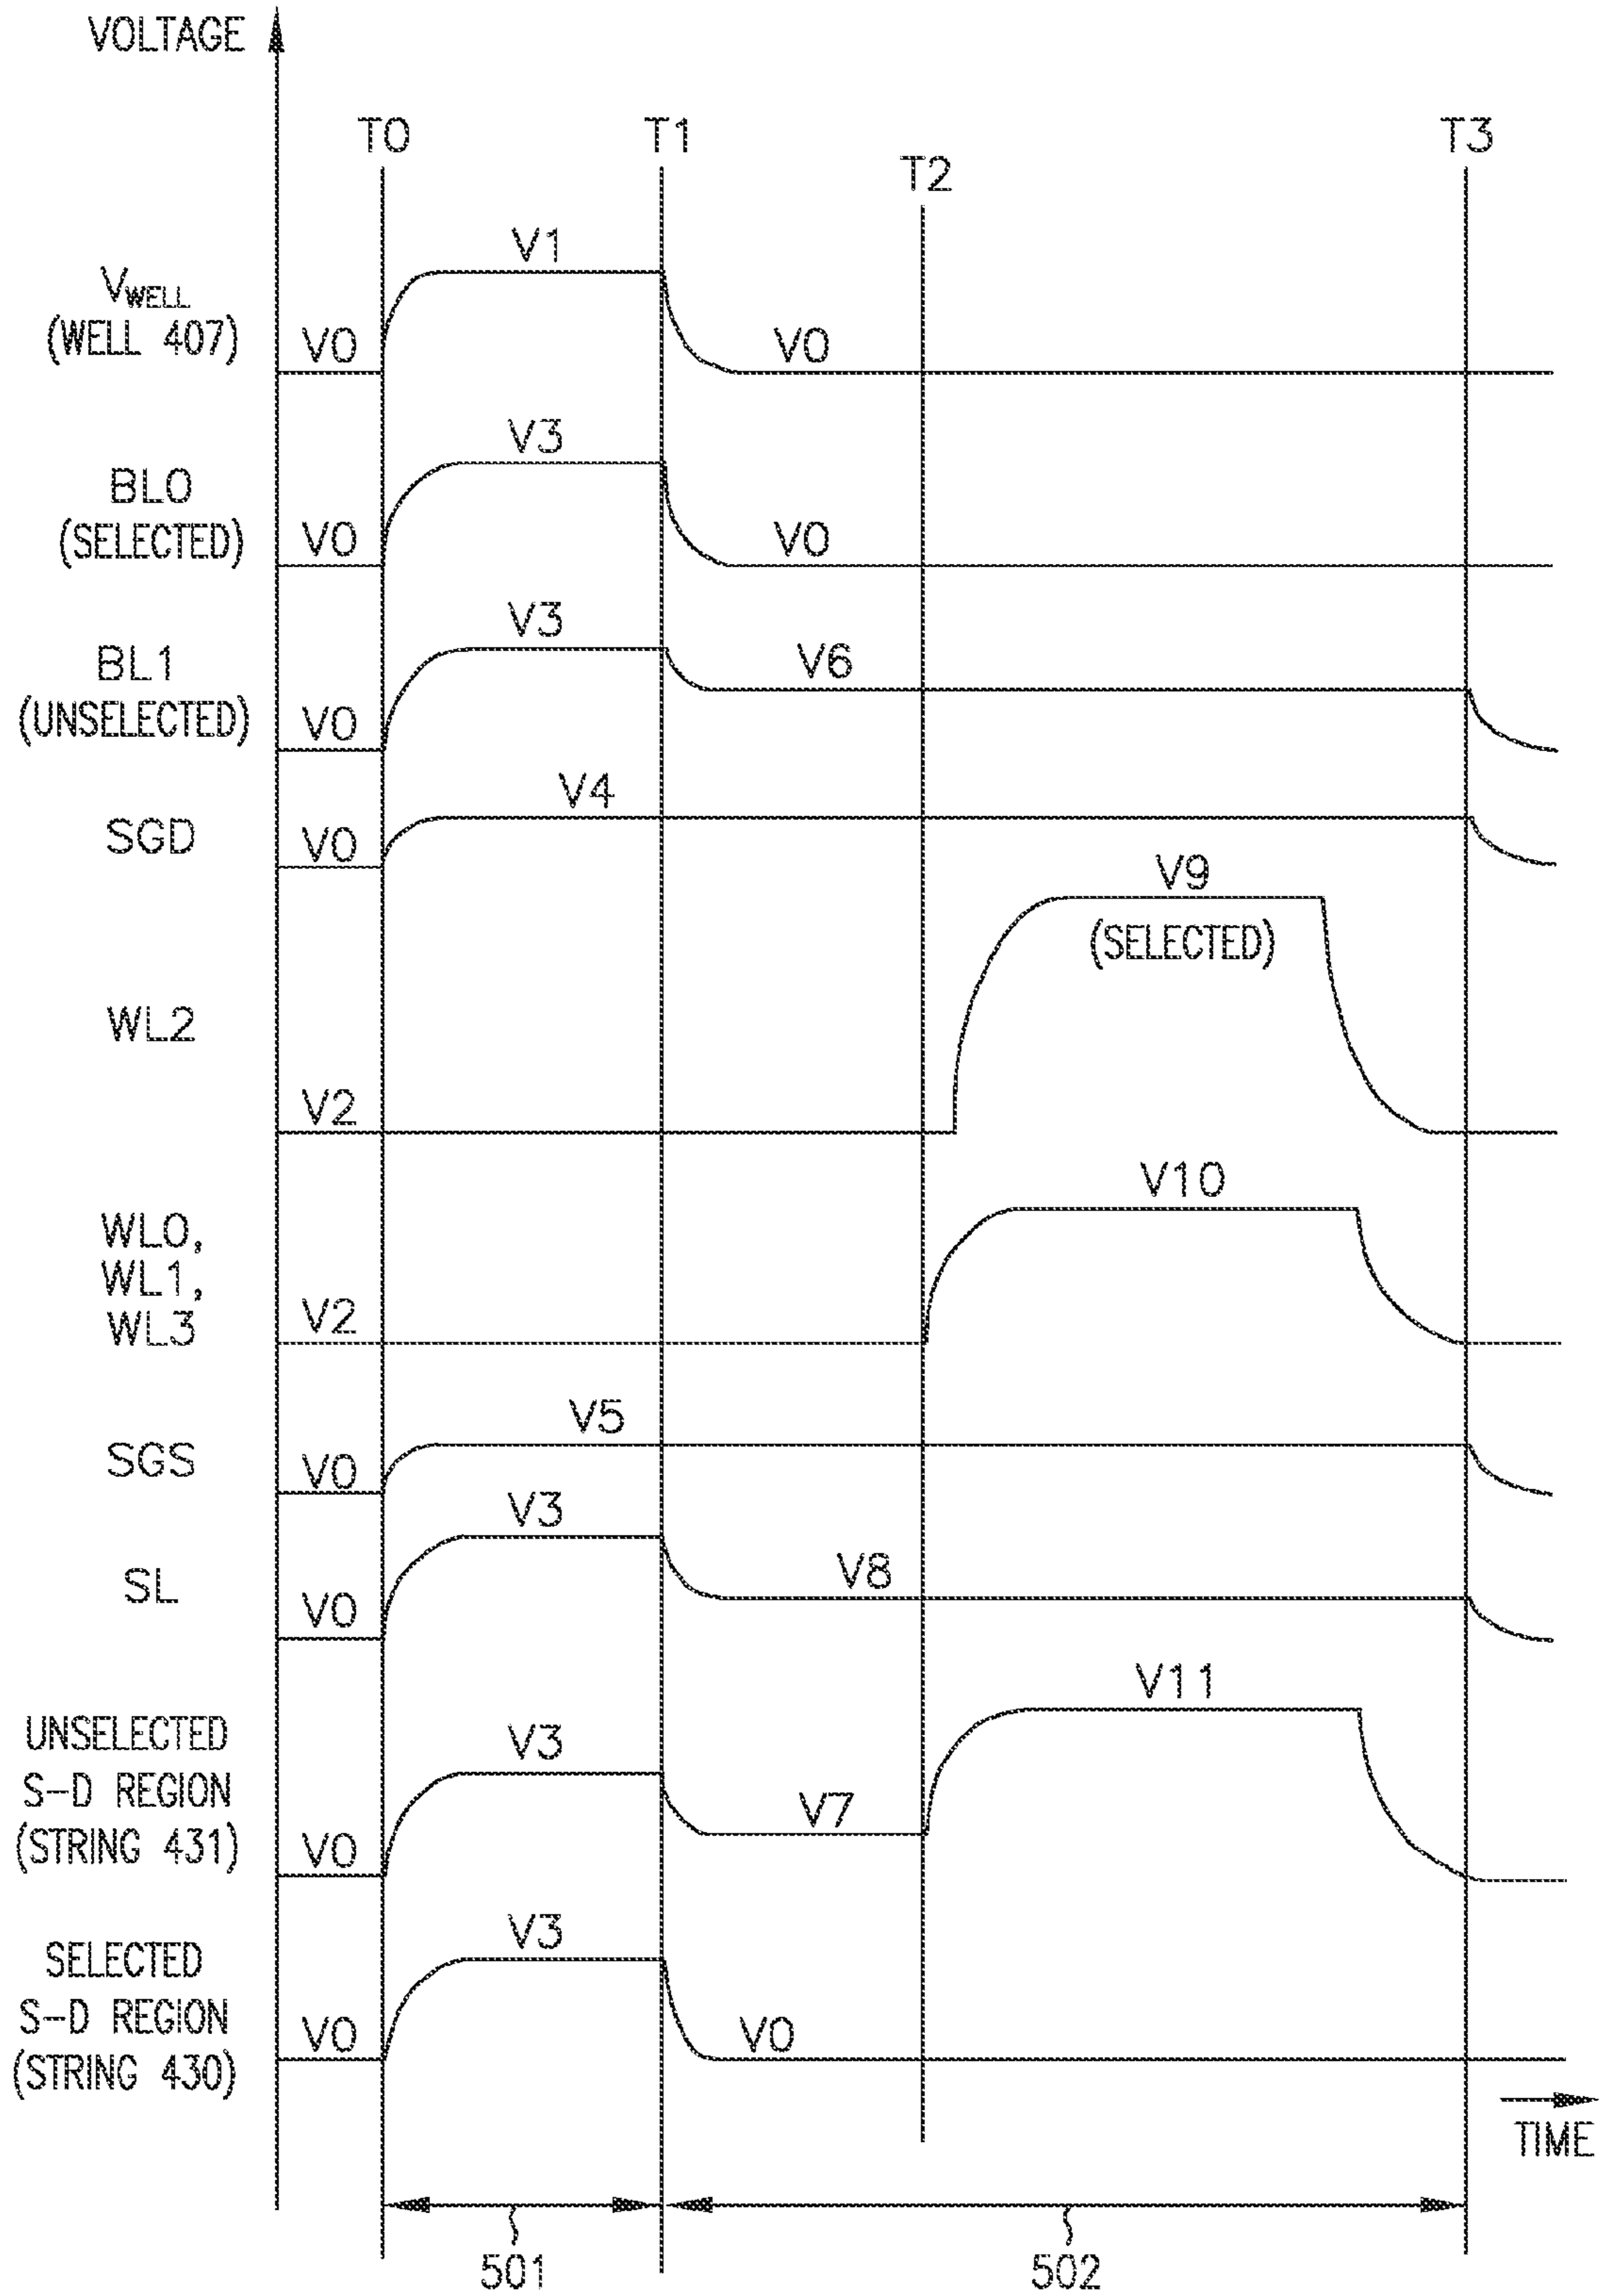 VOLTAGE
T0 T1 T2 T3
VWELL
(WELL 407)
V0 V1 V0
BL0
(SELECTED)
V0 V3 V0
BL1
(UNSELECTED)
V0 V3 V6
SGD
V0 V4
WL2
V2 V9
(SELECTED)
WL0,
WL1,
WL3
V2 V10
SGS
V0 V5
SL
V0 V3 V8
UNSELECTED
S-D REGION
(STRING 431)
V0 V3 V7 V11
SELECTED
S-D REGION
(STRING 430)
V0 V3 V0
TIME
501 502